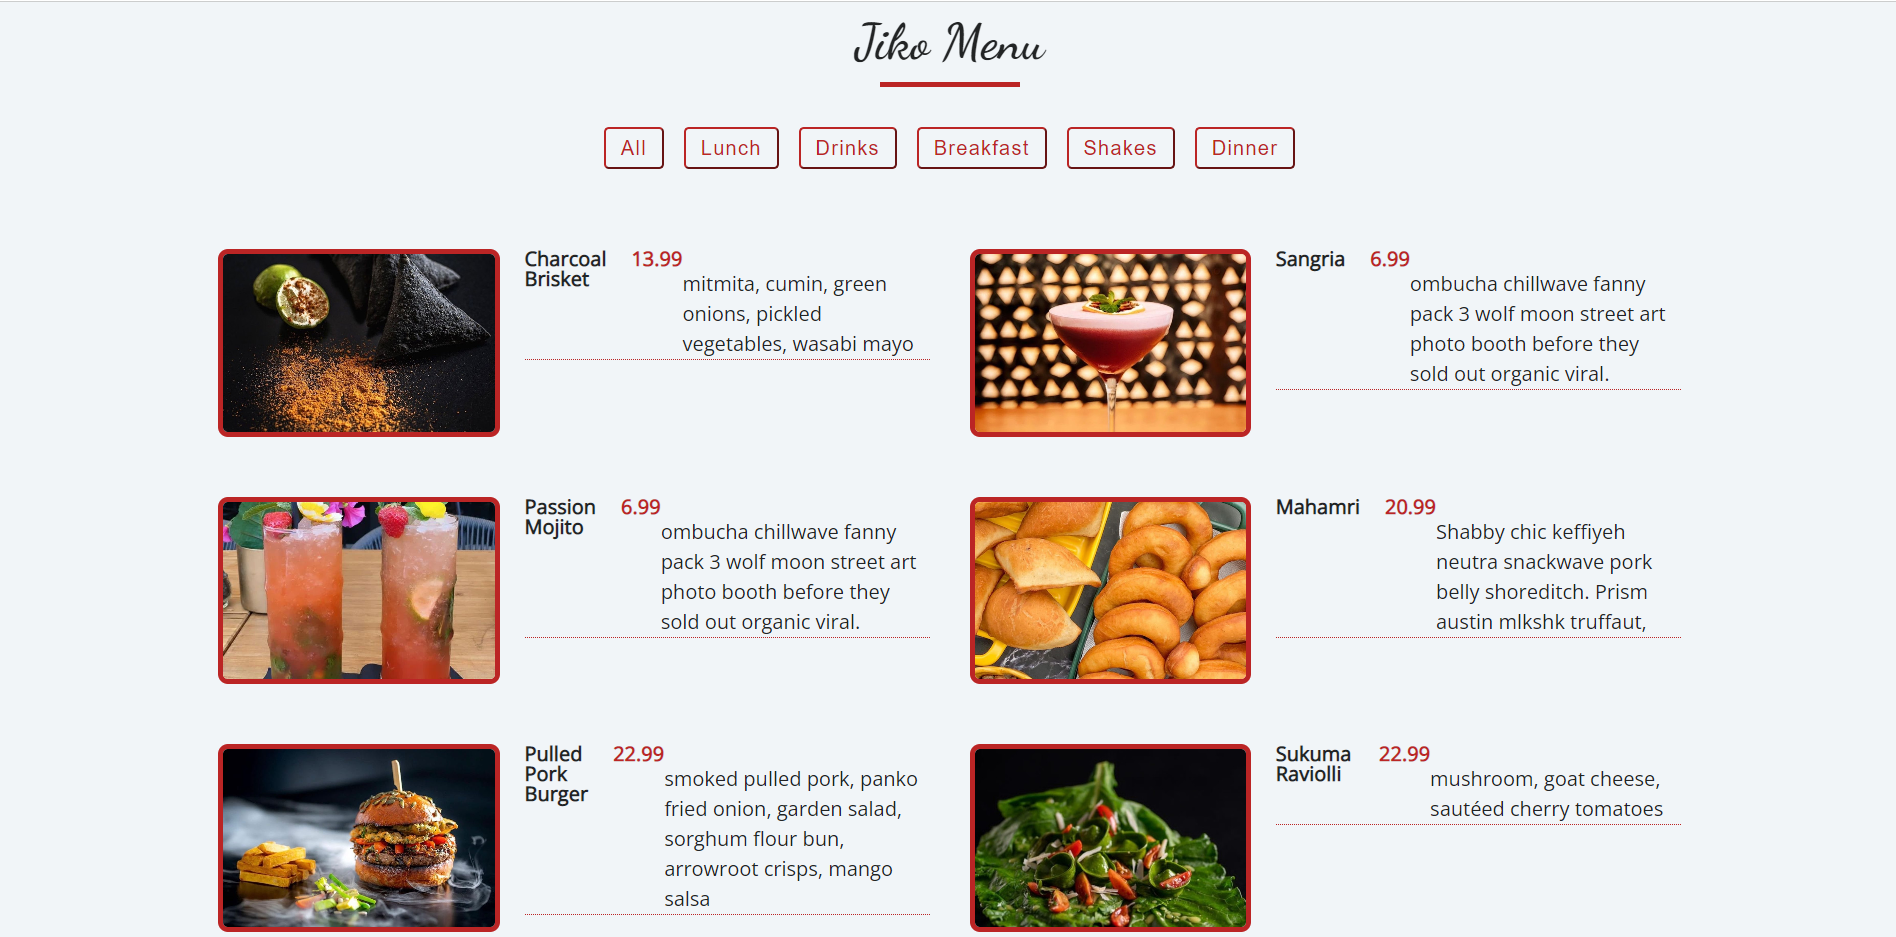 Jiko Menu
All
Lunch
Drinks
Breakfast
Shakes
Dinner
Charcoal
Brisket
13.99
mitmita, cumin, green
onions, pickled
vegetables, wasabi mayo
Sangria
6.99
ombucha chillwave fanny
pack 3 wolf moon street art
photo booth before they
sold out organic viral.
Passion
Mojito
6.99
ombucha chillwave fanny
pack 3 wolf moon street art
photo booth before they
sold out organic viral.
Mahamri
20.99
Shabby chic keffiyeh
neutra snackwave pork
belly shoreditch. Prism
austin mlkshk truffaut,
Pulled
Pork
Burger
22.99
smoked pulled pork, panko
fried onion, garden salad,
sorghum flour bun,
arrowroot crisps, mango
salsa
Sukuma
Raviolli
22.99
mushroom, goat cheese,
sautéed cherry tomatoes